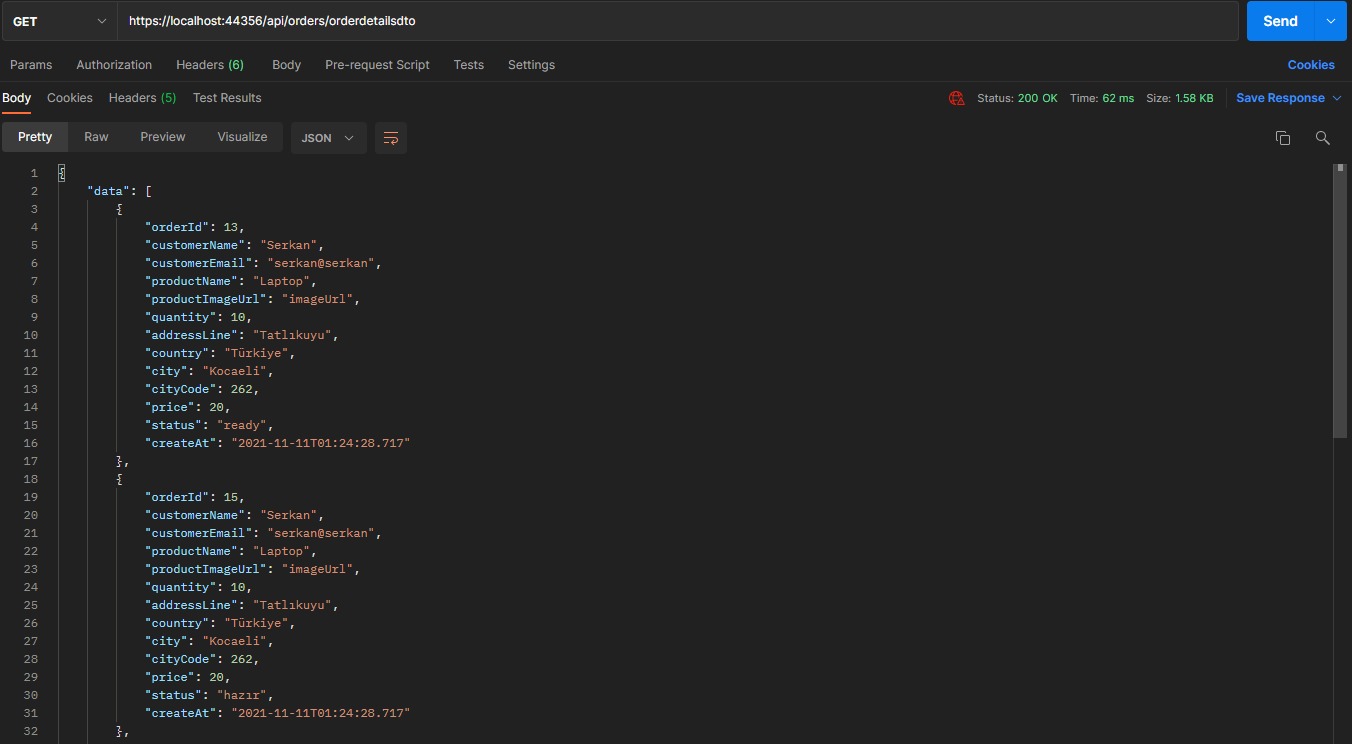 GET https://localhost:44356/api/orders/orderdetailsdto Send
Params Authorization Headers (6) Body Pre-request Script Tests Settings Cookies
Body Cookies Headers (5) Test Results Status: 200 OK Time: 62 ms Size: 1.58 KB Save Response
Pretty Raw Preview Visualize JSON
1 {
2 "data": [
3 {
4 "orderId": 13,
5 "customerName": "Serkan",
6 "customerEmail": "serkan@serkan",
7 "productName": "Laptop",
8 "productImageUrl": "imageUrl",
9 "quantity": 10,
10 "addressLine": "Tatlıkuyu",
11 "country": "Türkiye",
12 "city": "Kocaeli",
13 "cityCode": 262,
14 "price": 20,
15 "status": "ready",
16 "createAt": "2021-11-11T01:24:28.717"
17 },
18 {
19 "orderId": 15,
20 "customerName": "Serkan",
21 "customerEmail": "serkan@serkan",
22 "productName": "Laptop",
23 "productImageUrl": "imageUrl",
24 "quantity": 10,
25 "addressLine": "Tatlıkuyu",
26 "country": "Türkiye",
27 "city": "Kocaeli",
28 "cityCode": 262,
29 "price": 20,
30 "status": "hazır",
31 "createAt": "2021-11-11T01:24:28.717"
32 },